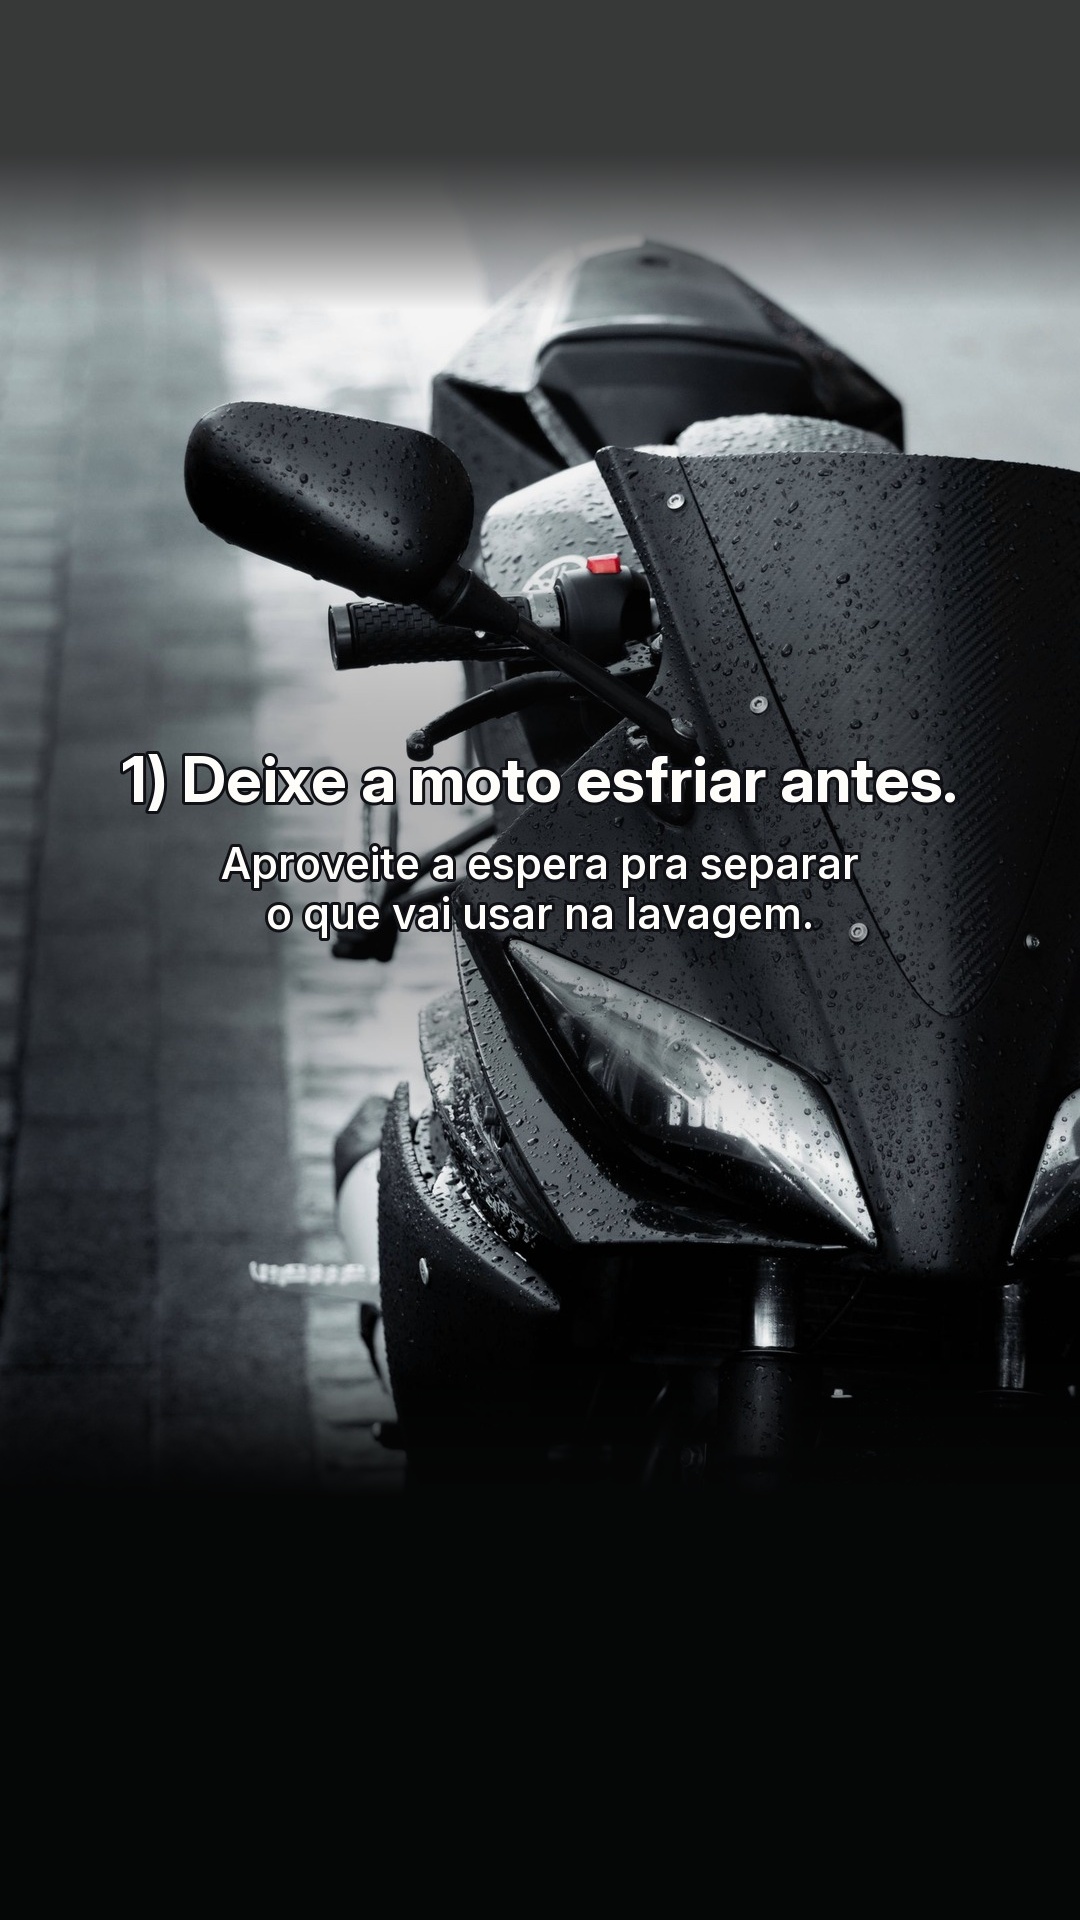 1) Deixe a moto esfriar antes.
Aproveite a espera pra separar
o que vai usar na lavagem.